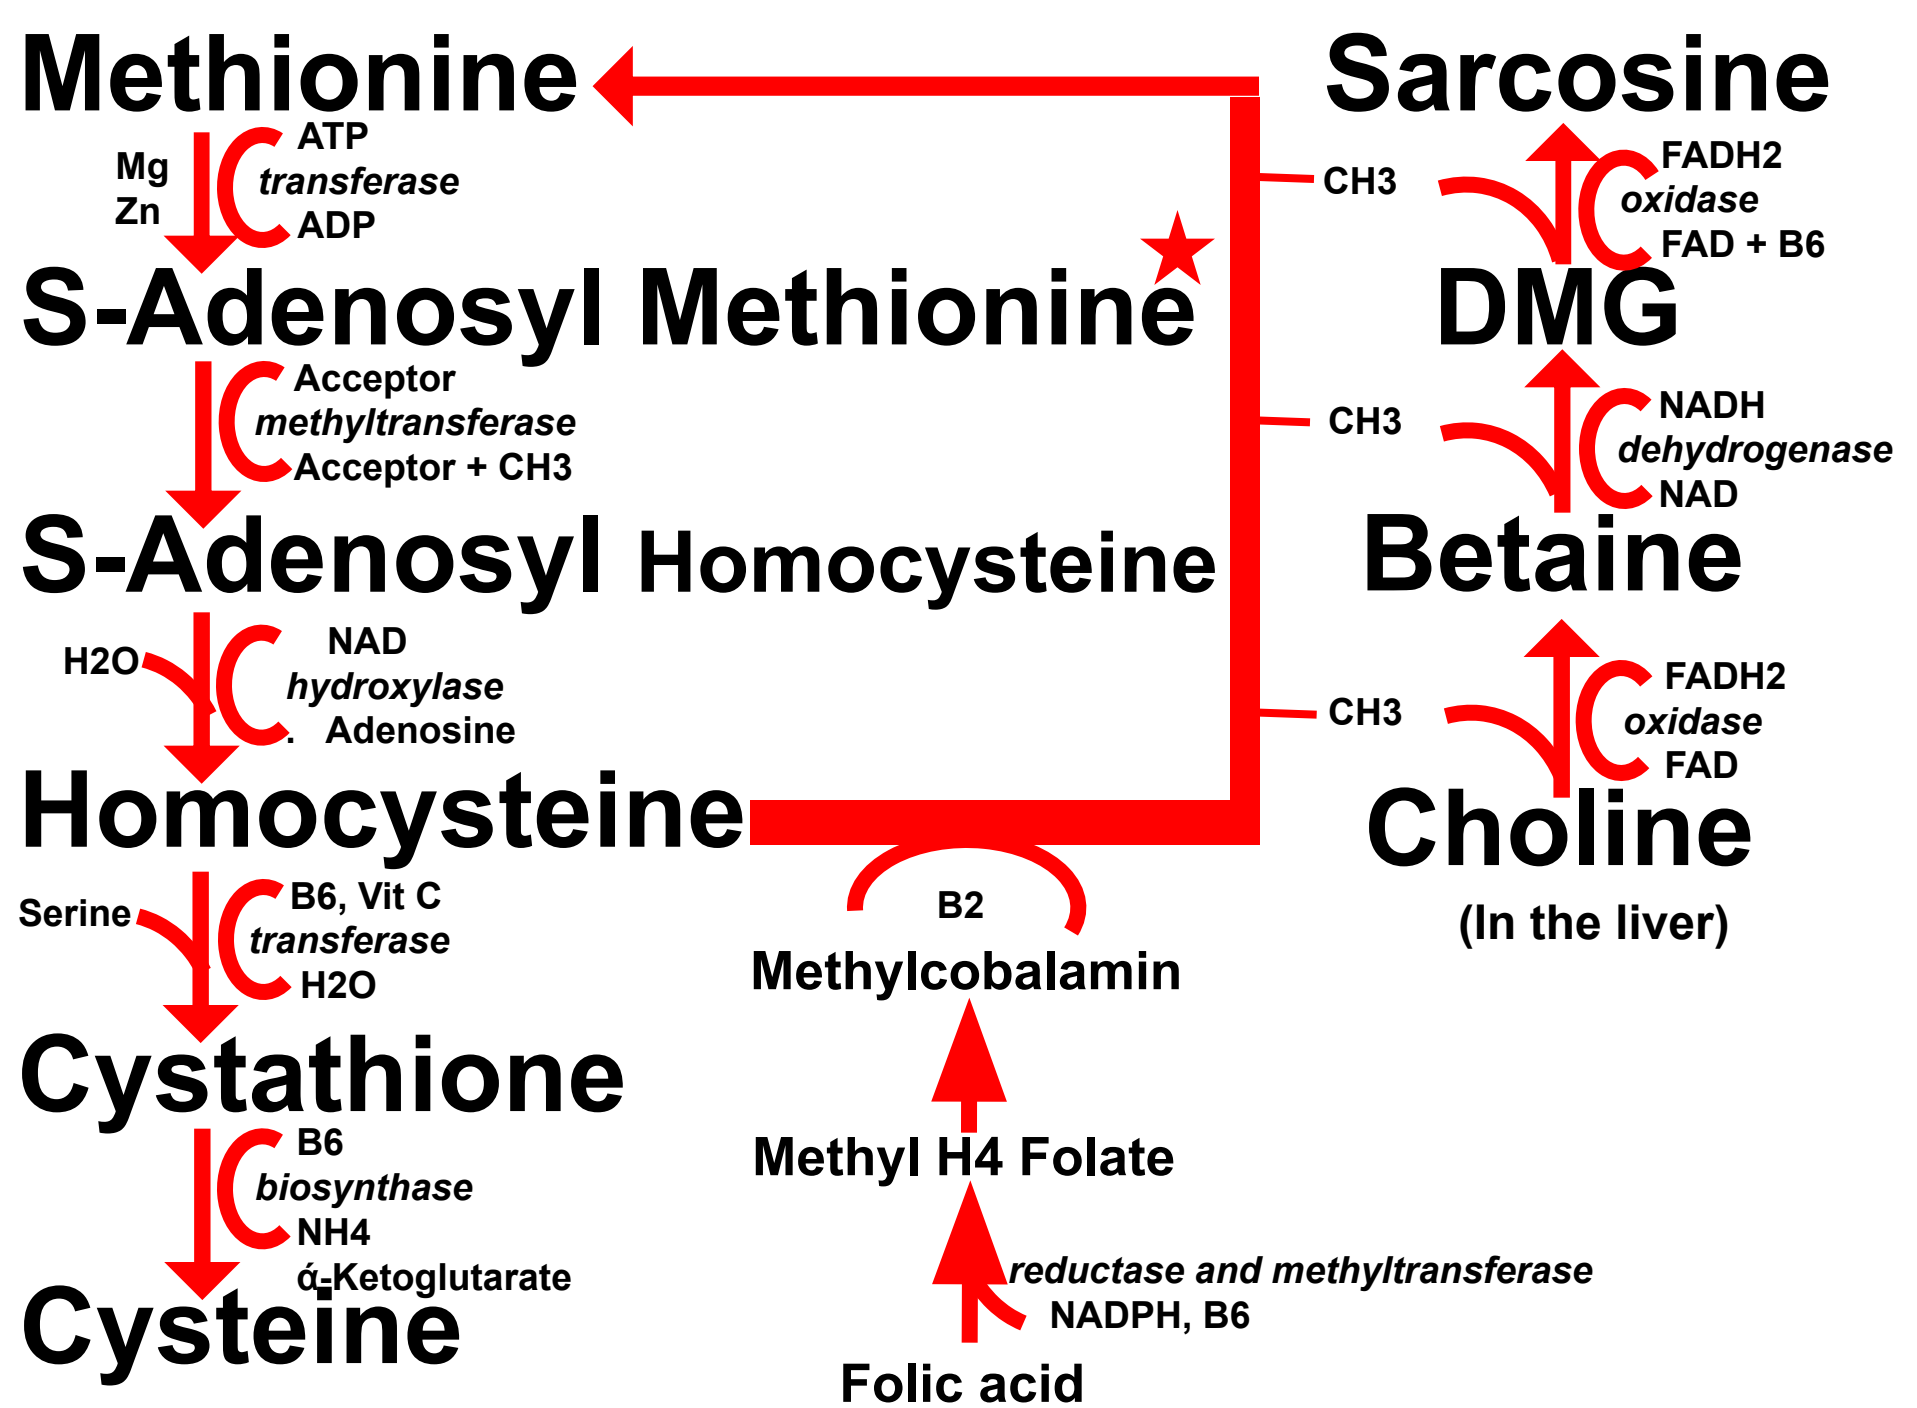 Methionine
Mg
Zn
ATP
transferase
ADP
S-Adenosyl Methionine
Acceptor
methyltransferase
Acceptor + CH3
S-Adenosyl Homocysteine
H2O
NAD
hydroxylase
. Adenosine
Homocysteine
Serine
B6, Vit C
transferase
H2O
Cystathione
B6
biosynthase
NH4
ά-Ketoglutarate
Cysteine
B2
Methylcobalamin
Methyl H4 Folate
reductase and methyltransferase
NADPH, B6
Folic acid
Sarcosine
CH3
FADH2
oxidase
FAD + B6
DMG
CH3
NADH
dehydrogenase
NAD
Betaine
CH3
FADH2
oxidase
FAD
Choline
(In the liver)